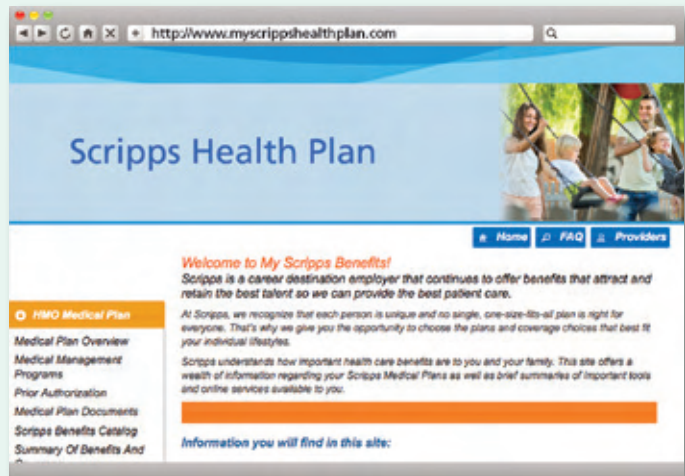 http://www.myscrippshealthplan.com
Scripps Health Plan
Home FAQ Providers
Welcome to My Scripps Benefits!
Scripps is a career destination employer that continues to offer benefits that attract and
retain the best talent so we can provide the best patient care.
At Scripps, we recognize that each person is unique and no single, one-size-fits-all plan is right for
everyone. That's why we give you the opportunity to choose the plans and coverage choices that best fit
your individual lifestyles.
Scripps understands how important health care benefits are to you and your family. This site offers a
wealth of information regarding your Scripps Medical Plans as well as brief summaries of important tools
and online services available to you.
Information you will find in this site:
HMO Medical Plan
Medical Plan Overview
Medical Management
Programs
Prior Authorization
Medical Plan Documents
Scripps Benefits Catalog
Summary Of Benefits And